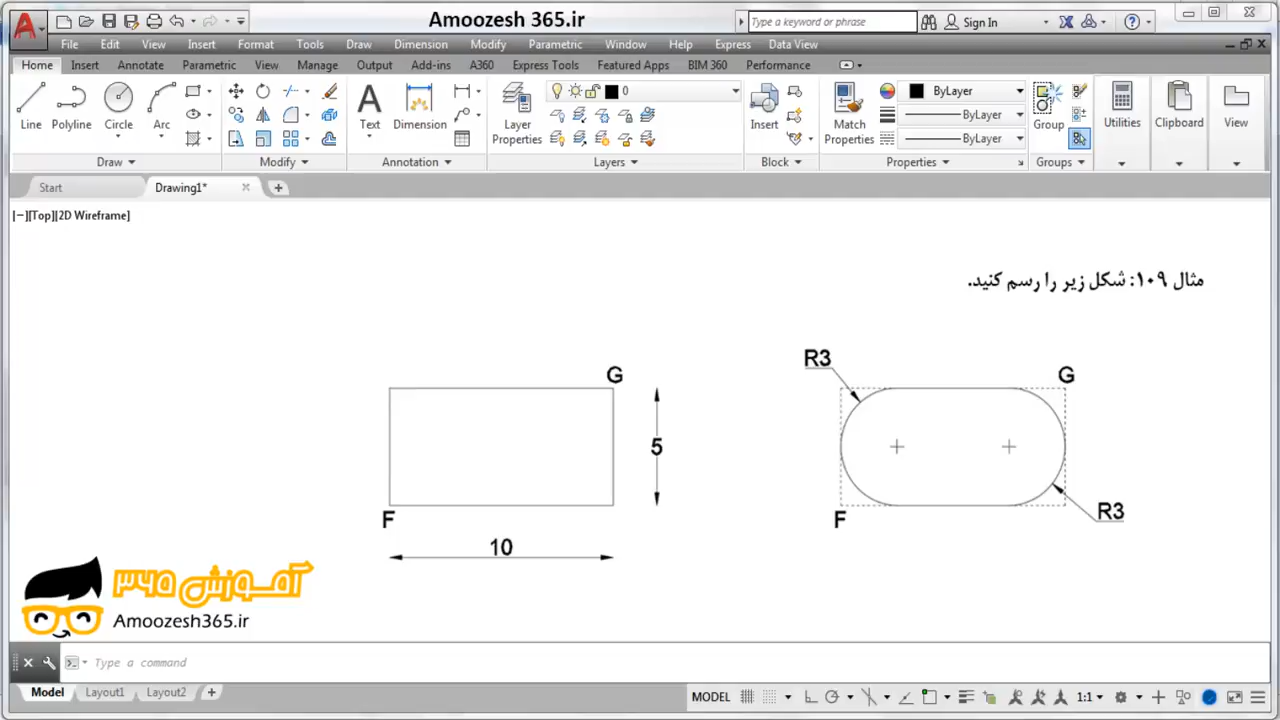 Amoozesh 365.ir
Type a keyword or phrase
Sign In
File Edit View Insert Format Tools Draw Dimension Modify Parametric Window Help Express Data View
Home Insert Annotate Parametric View Manage Output Add-ins A360 Express Tools Featured Apps BIM 360 Performance
Line Polyline Circle Arc
Draw
Modify
Text Dimension
Annotation
Layer Properties
0
Layers
Insert
Block
Match Properties
ByLayer
ByLayer
ByLayer
Properties
Group
Groups
Utilities
Clipboard
View
Start
Drawing1*
[−][Top][2D Wireframe]
مثال ۱۰۹: شکل زیر را رسم کنید.
G
5
F
10
R3
G
F
R3
آموزش ۳۶۵
Amoozesh365.ir
Type a command
Model Layout1 Layout2
MODEL
1:1